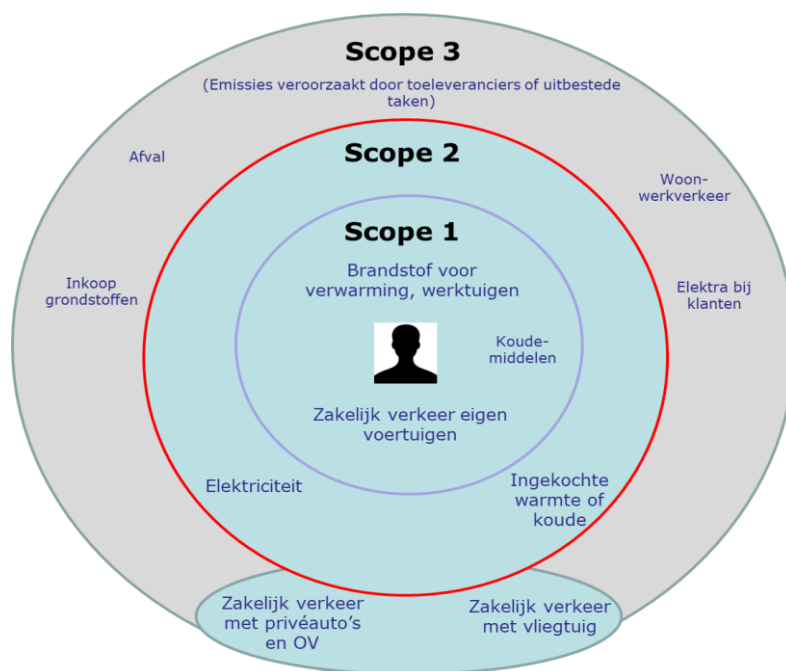 Scope 3
(Emissies veroorzaakt door toeleveranciers of uitbestede
taken)
Afval
Scope 2
Woon-
werkverkeer
Scope 1
Brandstof voor
verwarming, werktuigen
Inkoop
grondstoffen
Elektra bij
klanten
Koude-
middelen
Zakelijk verkeer eigen
voertuigen
Elektriciteit
Ingekochte
warmte of
koude
Zakelijk verkeer
met privéauto's
en OV
Zakelijk verkeer
met vliegtuig